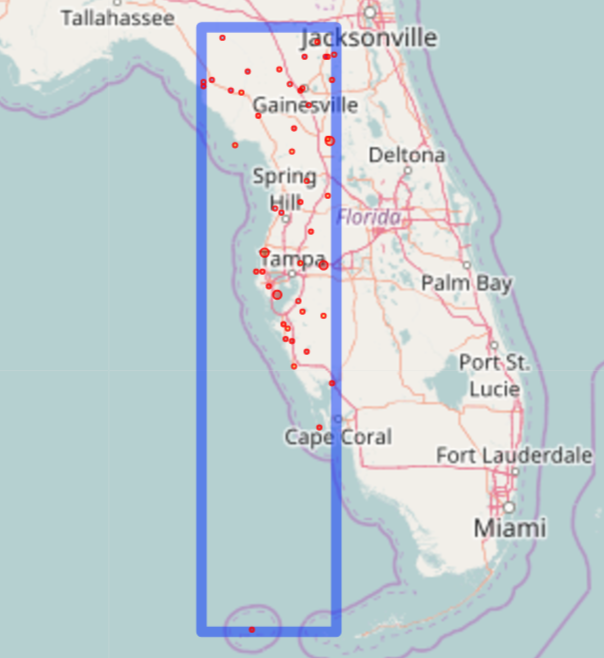 Tallahassee
Jacksonville
Gainesville
Deltona
Spring
Hill
Florida
Tampa
Palm Bay
Port St.
Lucie
Cape Coral
Fort Lauderdale
Miami